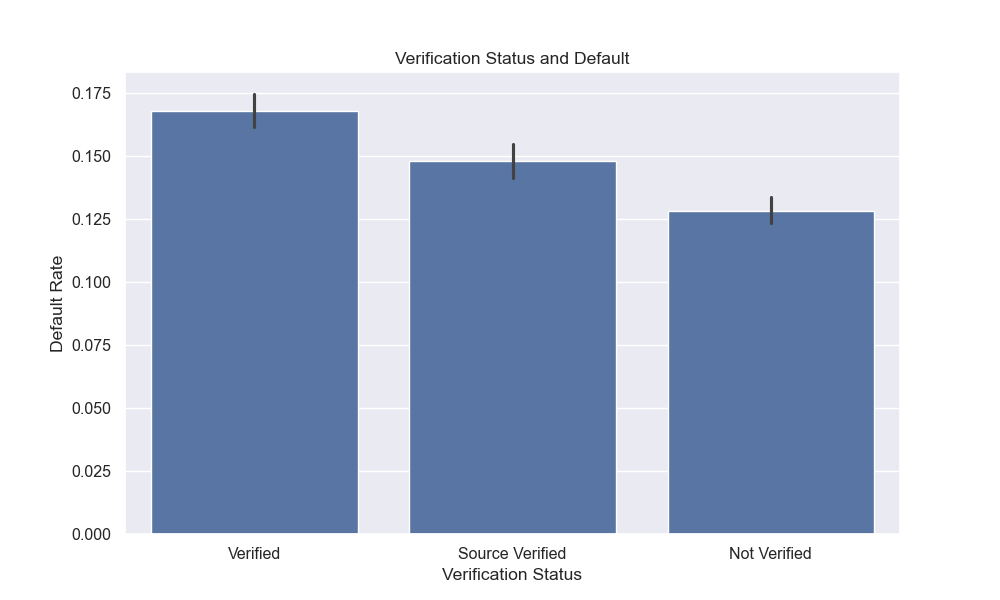 Verification Status and Default
Default Rate
0.175
0.150
0.125
0.100
0.075
0.050
0.025
0.000
Verified
Source Verified
Not Verified
Verification Status